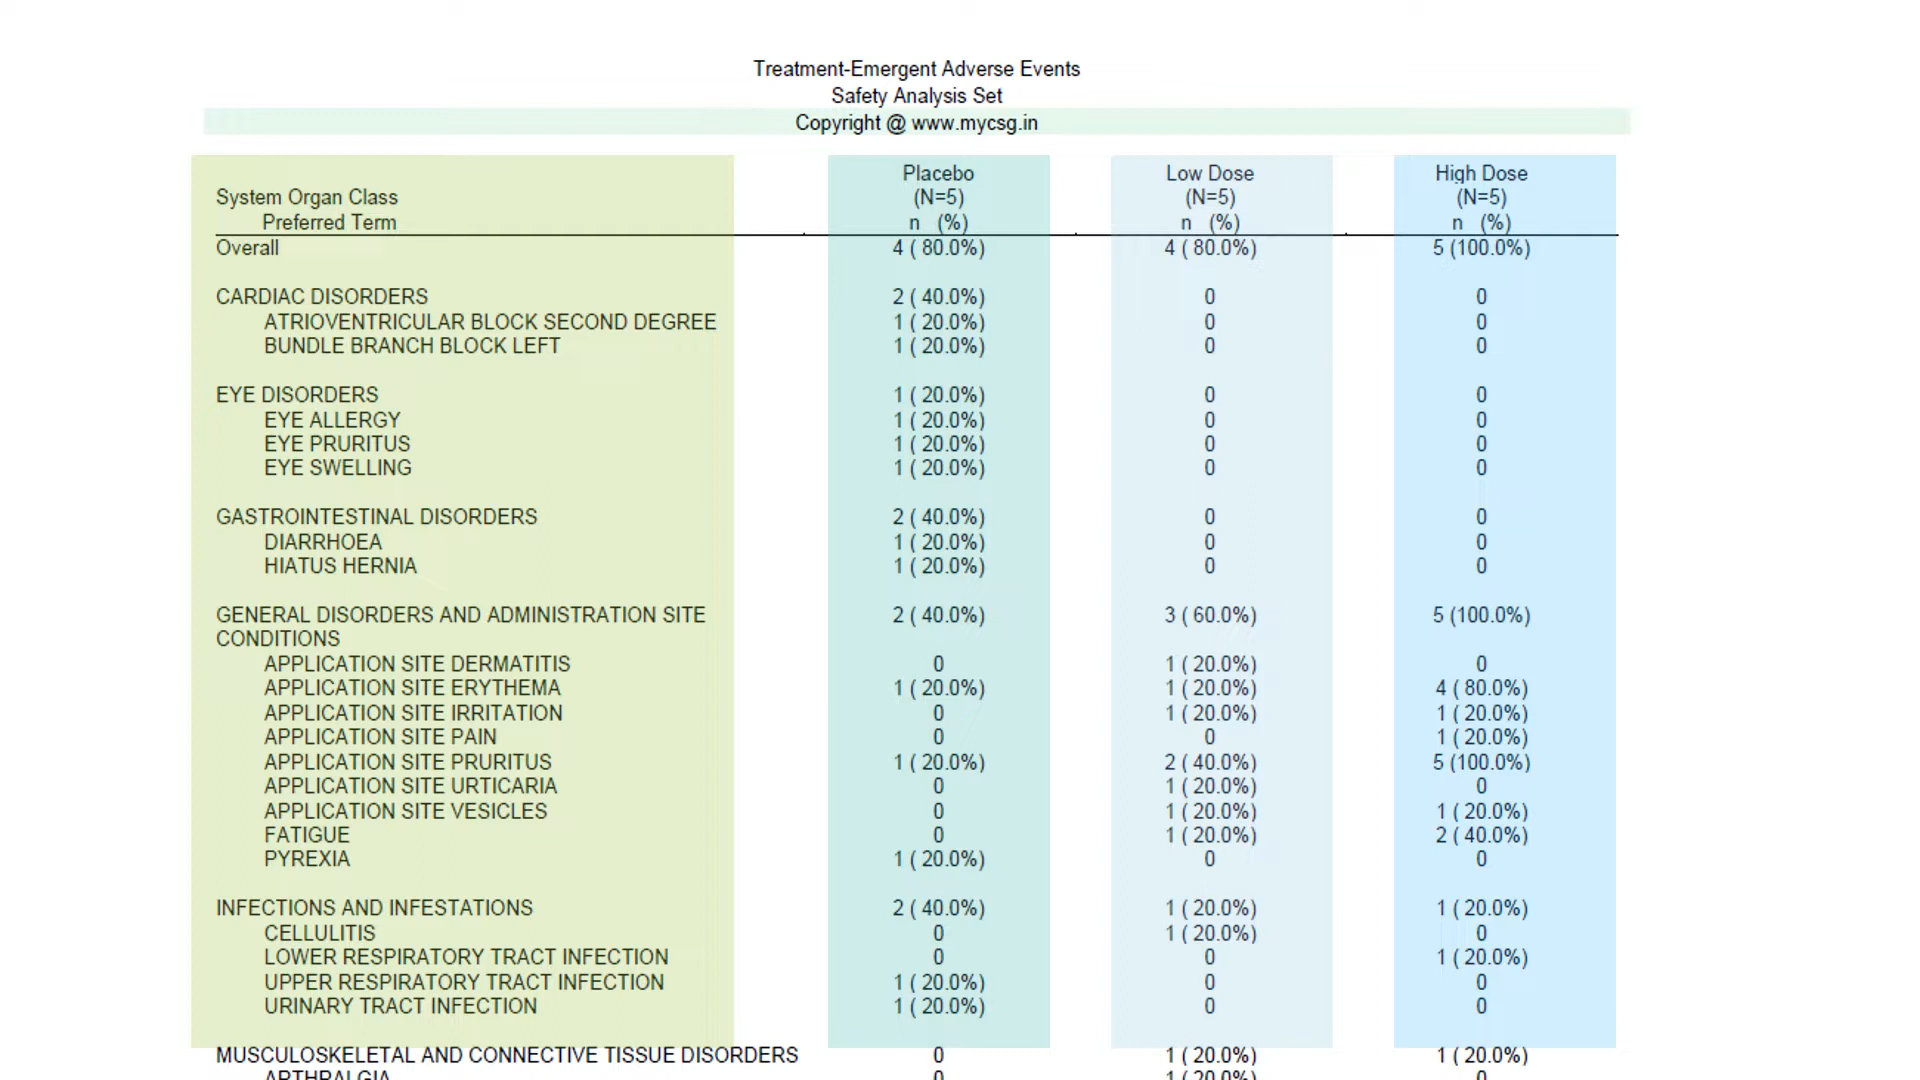 Treatment-Emergent Adverse Events
Safety Analysis Set
Copyright @ www.mycsg.in
Placebo Low Dose High Dose
System Organ Class (N=5) (N=5) (N=5)
Preferred Term n (%) n (%) n (%)
Overall 4 ( 80.0%) 4 ( 80.0%) 5 (100.0%)
CARDIAC DISORDERS 2 ( 40.0%) 0 0
ATRIOVENTRICULAR BLOCK SECOND DEGREE 1 ( 20.0%) 0 0
BUNDLE BRANCH BLOCK LEFT 1 ( 20.0%) 0 0
EYE DISORDERS 1 ( 20.0%) 0 0
EYE ALLERGY 1 ( 20.0%) 0 0
EYE PRURITUS 1 ( 20.0%) 0 0
EYE SWELLING 1 ( 20.0%) 0 0
GASTROINTESTINAL DISORDERS 2 ( 40.0%) 0 0
DIARRHOEA 1 ( 20.0%) 0 0
HIATUS HERNIA 1 ( 20.0%) 0 0
GENERAL DISORDERS AND ADMINISTRATION SITE 2 ( 40.0%) 3 ( 60.0%) 5 (100.0%)
CONDITIONS
APPLICATION SITE DERMATITIS 0 1 ( 20.0%) 0
APPLICATION SITE ERYTHEMA 1 ( 20.0%) 1 ( 20.0%) 4 ( 80.0%)
APPLICATION SITE IRRITATION 0 1 ( 20.0%) 1 ( 20.0%)
APPLICATION SITE PAIN 0 0 1 ( 20.0%)
APPLICATION SITE PRURITUS 1 ( 20.0%) 2 ( 40.0%) 5 (100.0%)
APPLICATION SITE URTICARIA 0 1 ( 20.0%) 0
APPLICATION SITE VESICLES 0 1 ( 20.0%) 1 ( 20.0%)
FATIGUE 0 1 ( 20.0%) 2 ( 40.0%)
PYREXIA 1 ( 20.0%) 0 0
INFECTIONS AND INFESTATIONS 2 ( 40.0%) 1 ( 20.0%) 1 ( 20.0%)
CELLULITIS 0 1 ( 20.0%) 0
LOWER RESPIRATORY TRACT INFECTION 0 0 1 ( 20.0%)
UPPER RESPIRATORY TRACT INFECTION 1 ( 20.0%) 0 0
URINARY TRACT INFECTION 1 ( 20.0%) 0 0
MUSCULOSKELETAL AND CONNECTIVE TISSUE DISORDERS 0 1 ( 20.0%) 1 ( 20.0%)
ARTHRALGIA 0 1 ( 20.0%) 0